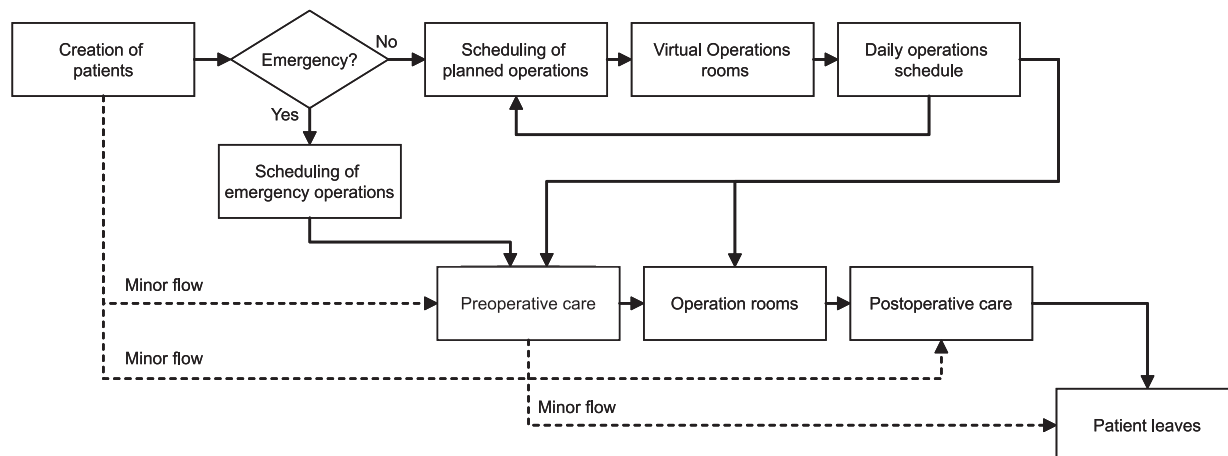 Creation of
patients
Emergency?
No
Scheduling of
planned operations
Virtual Operations
rooms
Daily operations
schedule
Yes
Scheduling of
emergency operations
Minor flow
Preoperative care
Operation rooms
Postoperative care
Minor flow
Minor flow
Patient leaves